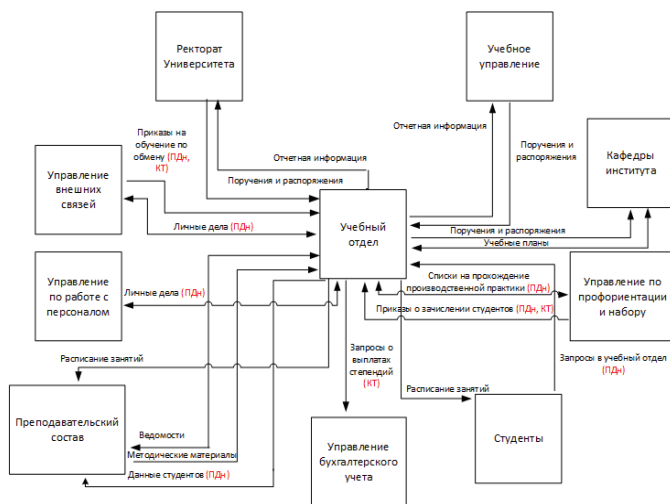 Ректорат
Университета
Учебное
управление
Приказы на
обучение по
обмену (ПДн,
КТ)
Отчетная информация
Отчетная информация
Поручения и
распоряжения
Кафедры
института
Управление
внешних
связей
Поручения и распоряжения
Учебный
отдел
Личные дела (ПДн)
Поручения и распоряжения
Учебные планы
Управление
по работе с
персоналом
Личные дела (ПДн)
Списки на прохождение
производственной практики (ПДн)
Приказы о зачислении студентов (ПДн, КТ)
Управление по
профориентации
и набору
Расписание занятий
Запросы о
выплатах
степендий
(КТ)
Запросы в учебный отдел
(ПДн)
Расписание занятий
Преподавательский
состав
Ведомости
Методические материалы
Данные студентов (ПДн)
Управление
бухгалтерского
учета
Студенты